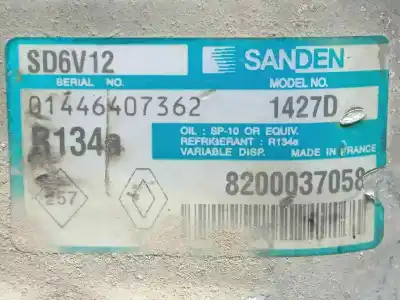 SD6V12
SANDEN
SERIAL NO.
MODEL NO.
01446407362
1427D
R134a
OIL : SP-10 OR EQUIV.
REFRIGERANT : R134a
VARIABLE DISP. MADE IN FRANCE
257
8200037058